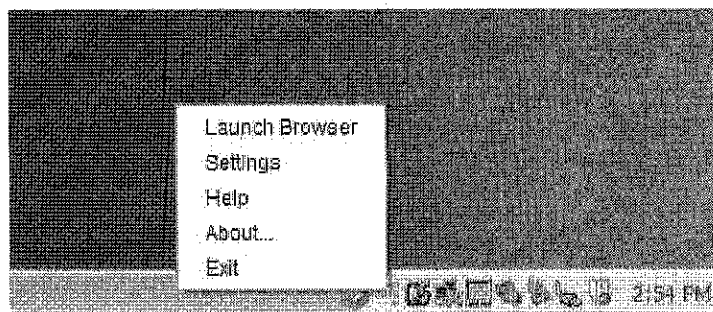 Launch Browser
Settings
Help
About...
Exit
2:54 PM